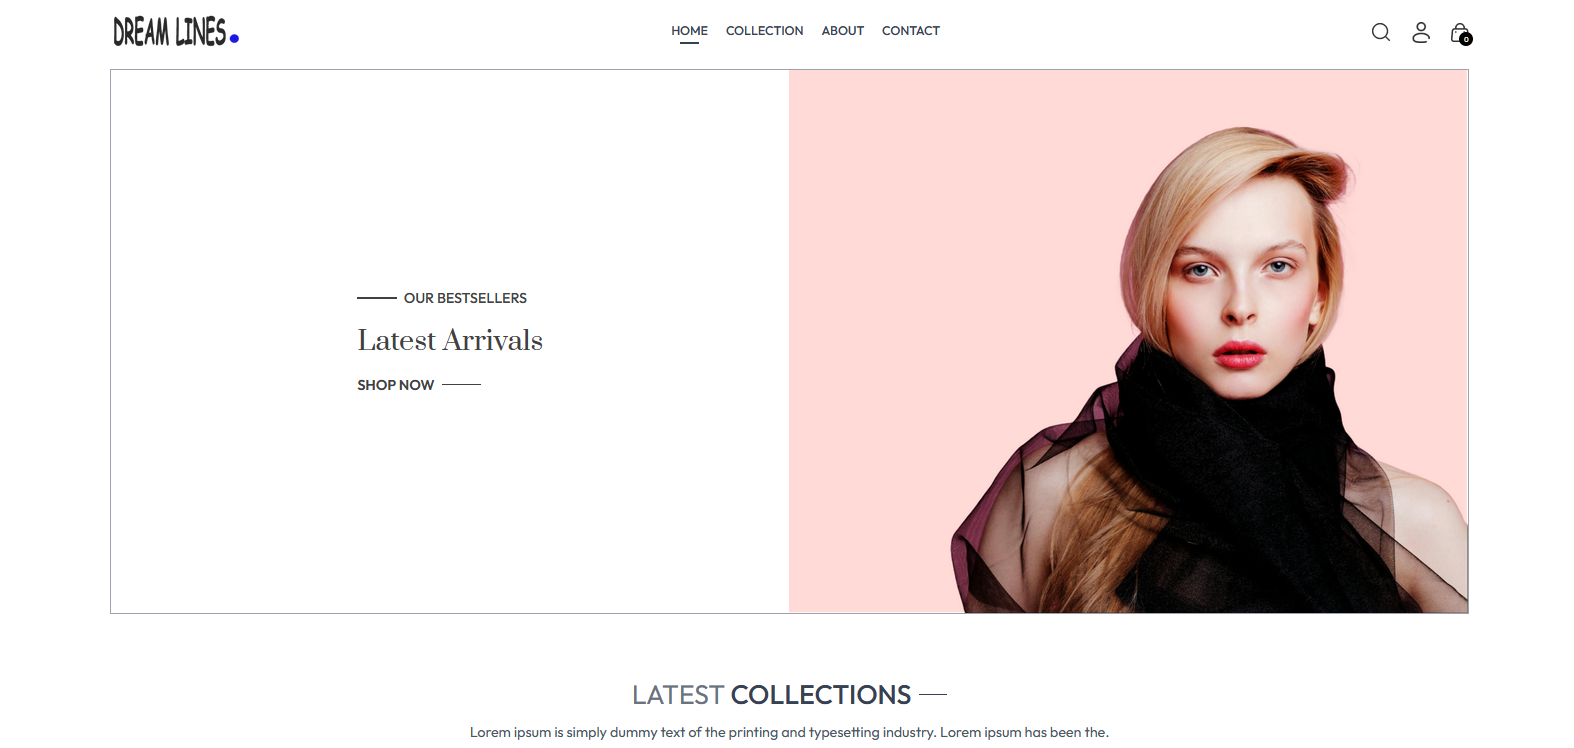 DREAM LINES.
HOME COLLECTION ABOUT CONTACT
0
OUR BESTSELLERS
Latest Arrivals
SHOP NOW
LATEST COLLECTIONS
Lorem ipsum is simply dummy text of the printing and typesetting industry. Lorem ipsum has been the.